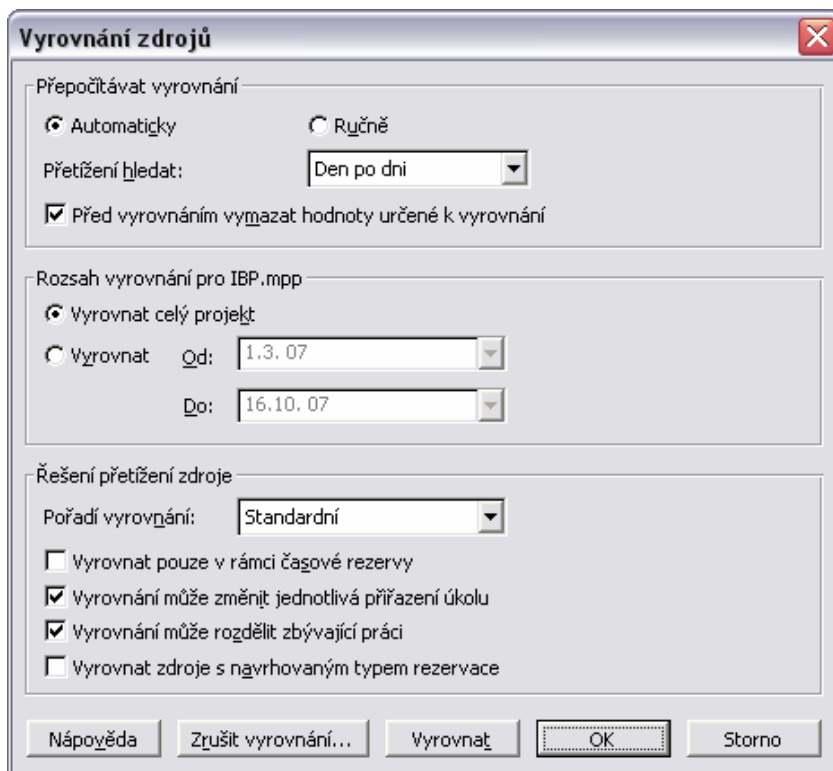 Vyrovnání zdrojů
Přepočítávat vyrovnání
Automaticky Ručně
Přetížení hledat: Den po dni
Před vyrovnáním vymazat hodnoty určené k vyrovnání
Rozsah vyrovnání pro IBP.mpp
Vyrovnat celý projekt
Vyrovnat Od: 1.3. 07
Do: 16.10. 07
Řešení přetížení zdroje
Pořadí vyrovnání: Standardní
Vyrovnat pouze v rámci časové rezervy
Vyrovnání může změnit jednotlivá přiřazení úkolu
Vyrovnání může rozdělit zbývající práci
Vyrovnat zdroje s navrhovaným typem rezervace
Nápověda Zrušit vyrovnání... Vyrovnat OK Storno